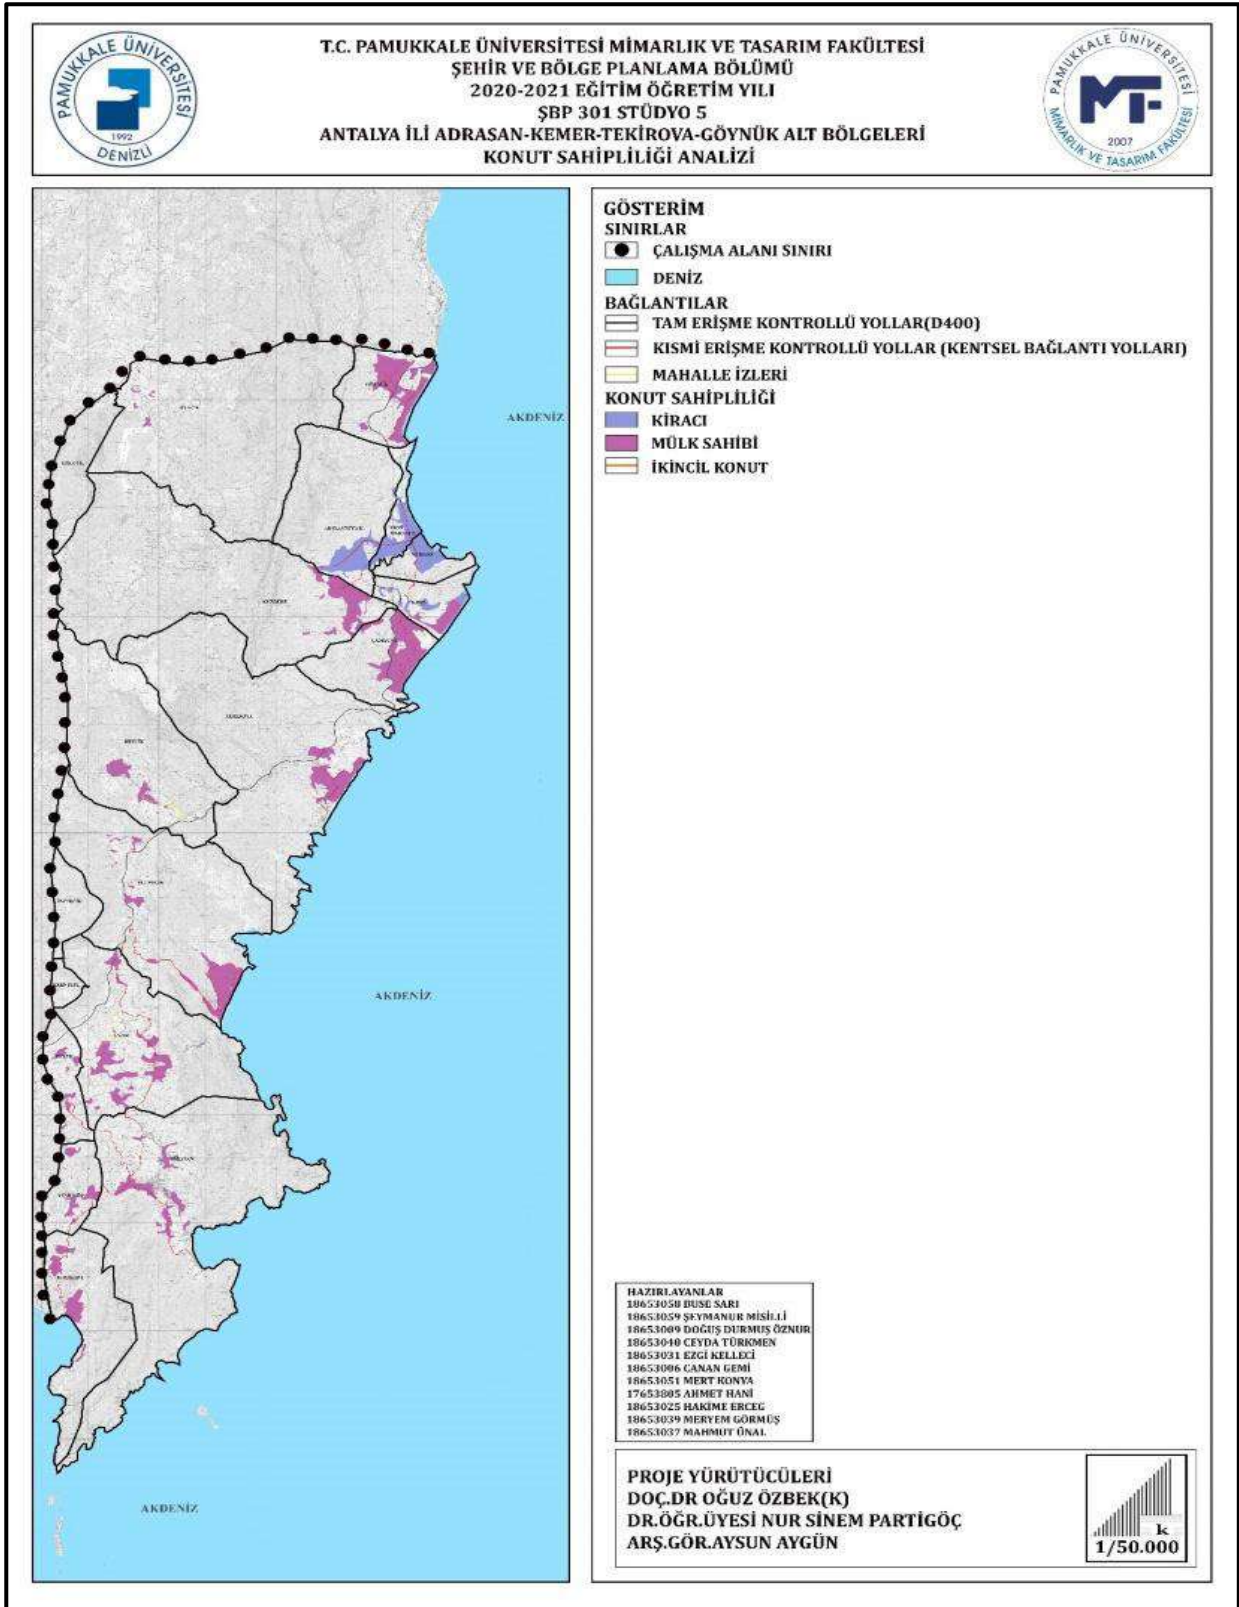 PAMUKKALE ÜNİVERSİTESİ
1992
DENİZLİ
T.C. PAMUKKALE ÜNİVERSİTESİ MİMARLIK VE TASARIM FAKÜLTESİ
ŞEHİR VE BÖLGE PLANLAMA BÖLÜMÜ
2020-2021 EĞİTİM ÖĞRETİM YILI
ŞBP 301 STÜDYO 5
ANTALYA İLİ ADRASAN-KEMER-TEKİROVA-GÖYNÜK ALT BÖLGELERİ
KONUT SAHİPLİLİĞİ ANALİZİ
PAMUKKALE ÜNİVERSİTESİ
2007
MİMARLIK VE TASARIM FAKÜLTESİ
AKDENİZ
AKDENİZ
AKDENİZ
GÖSTERİM
SINIRLAR
ÇALIŞMA ALANI SINIRI
DENİZ
BAĞLANTILAR
TAM ERİŞME KONTROLLÜ YOLLAR(D400)
KISMİ ERİŞME KONTROLLÜ YOLLAR (KENTSEL BAĞLANTI YOLLARI)
MAHALLE İZLERİ
KONUT SAHİPLİLİĞİ
KİRACI
MÜLK SAHİBİ
İKİNCİL KONUT
HAZIRLAYANLAR
18653058 BUSE SARI
18653059 ŞEYMANUR MİSİLLİ
18653009 DOĞUŞ DURMUŞ ÖZNUR
18653040 CEYDA TÜRKMEN
18653031 EZGİ KELLECİ
18653006 CANAN GEMİ
18653051 MERT KONYA
17653805 AHMET HANİ
18653025 HAKİME ERCEG
18653039 MERYEM GÖRMÜŞ
18653037 MAHMUT ÜNAL
PROJE YÜRÜTÜCÜLERİ
DOÇ.DR OĞUZ ÖZBEK(K)
DR.ÖĞR.ÜYESİ NUR SİNEM PARTİGÖÇ
ARŞ.GÖR.AYSUN AYGÜN
k
1/50.000